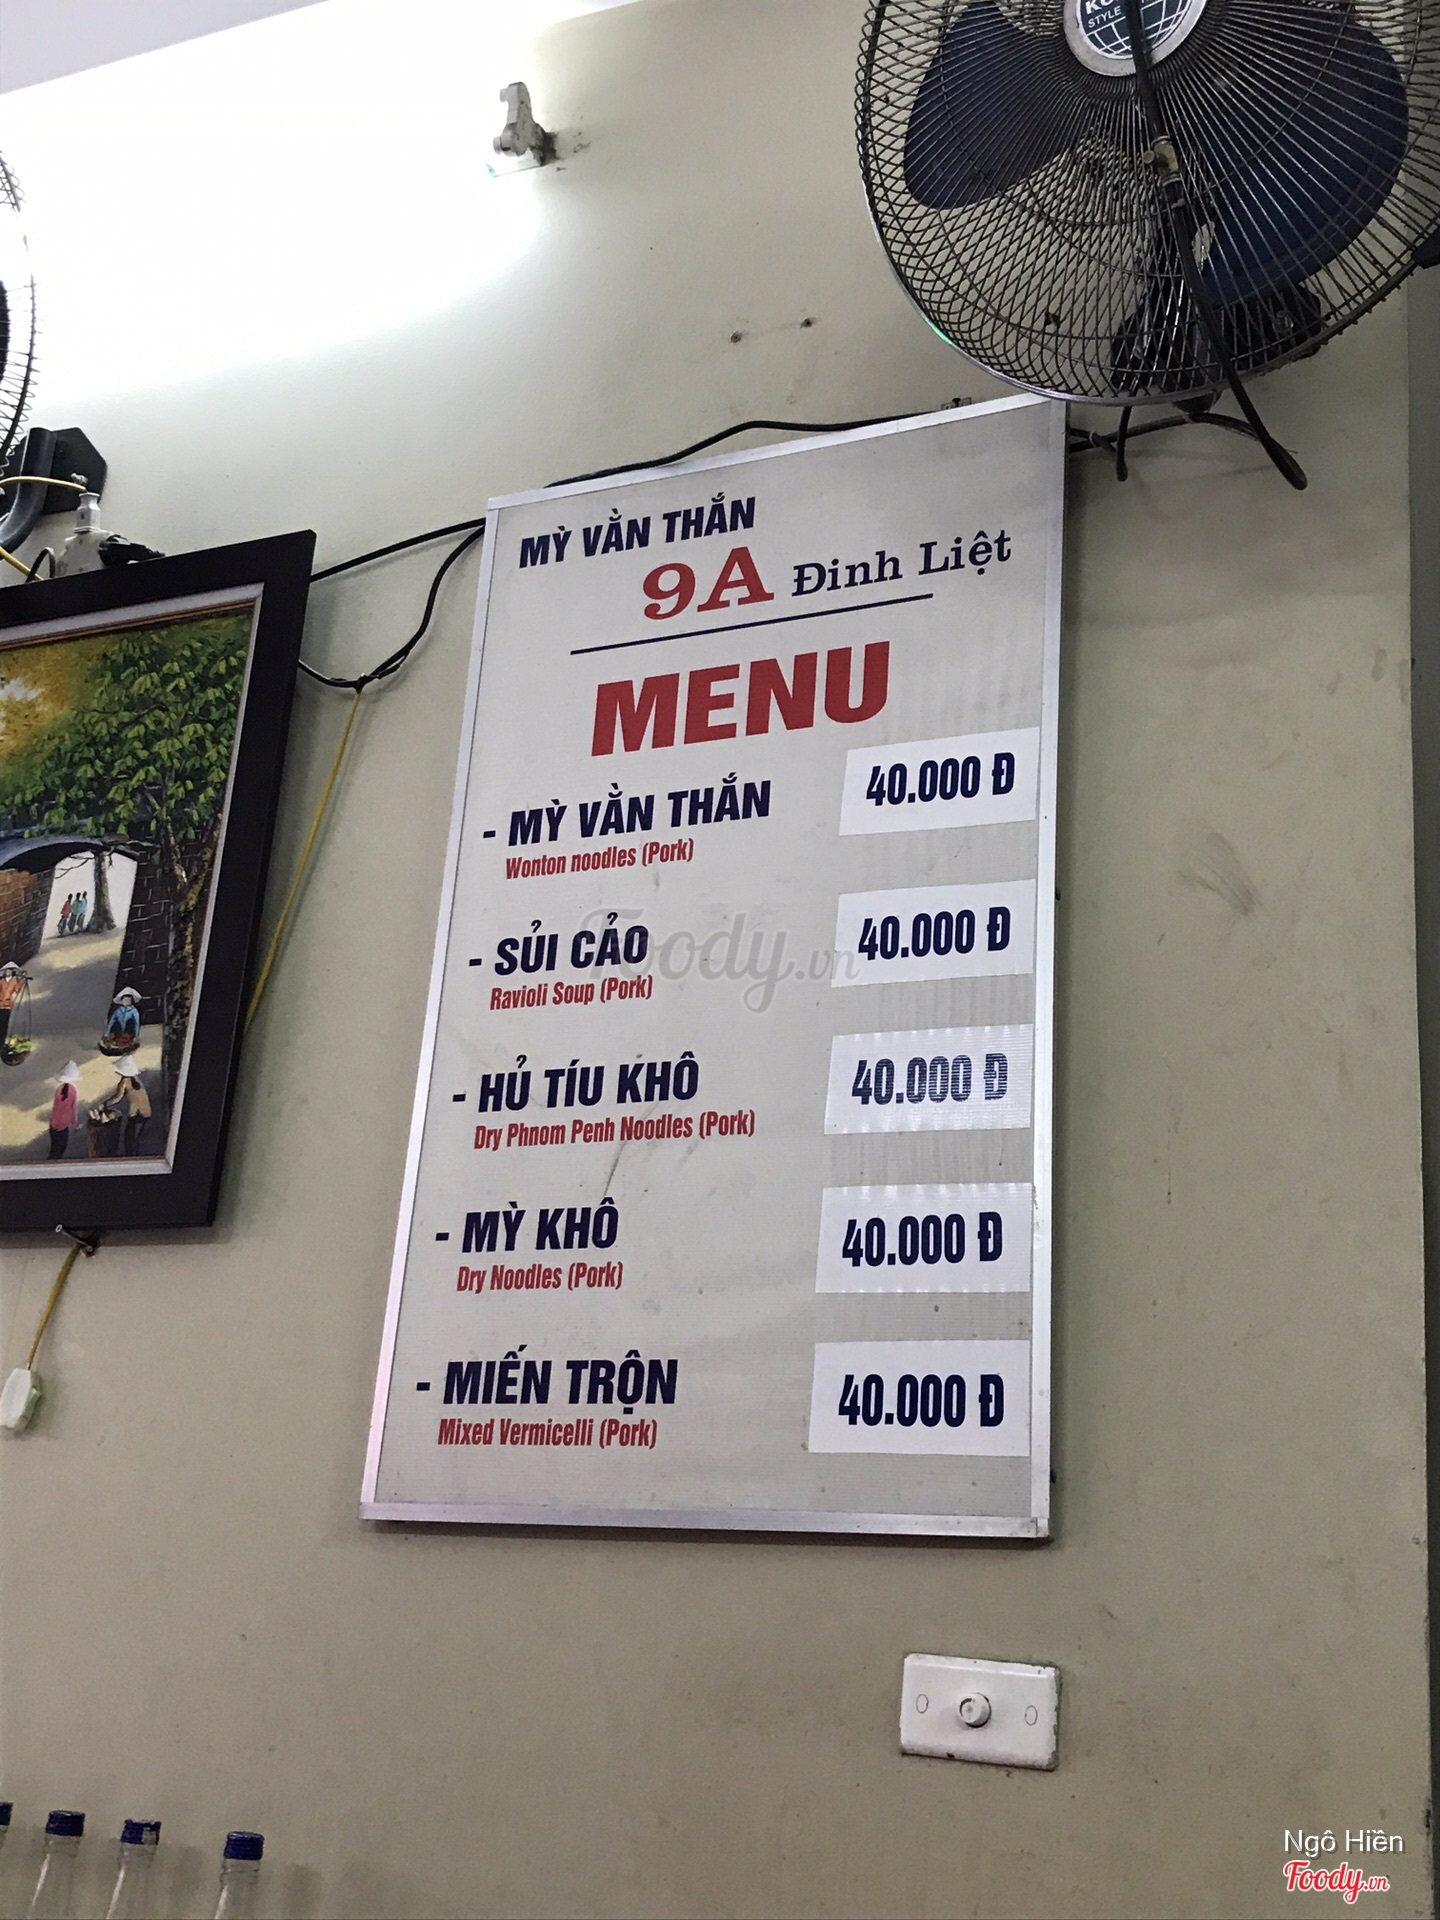 STYLE
MỲ VẰN THẮN
9A Đinh Liệt
MENU
- MỲ VẰN THẮN 40.000 Đ
Wonton noodles (Pork)
- SỦI CẢO 40.000 Đ
Ravioli Soup (Pork)
- HỦ TÍU KHÔ 40.000 Đ
Dry Phnom Penh Noodles (Pork)
- MỲ KHÔ 40.000 Đ
Dry Noodles (Pork)
- MIẾN TRỘN 40.000 Đ
Mixed Vermicelli (Pork)
Foody.vn
Ngô Hiền
Foody.vn